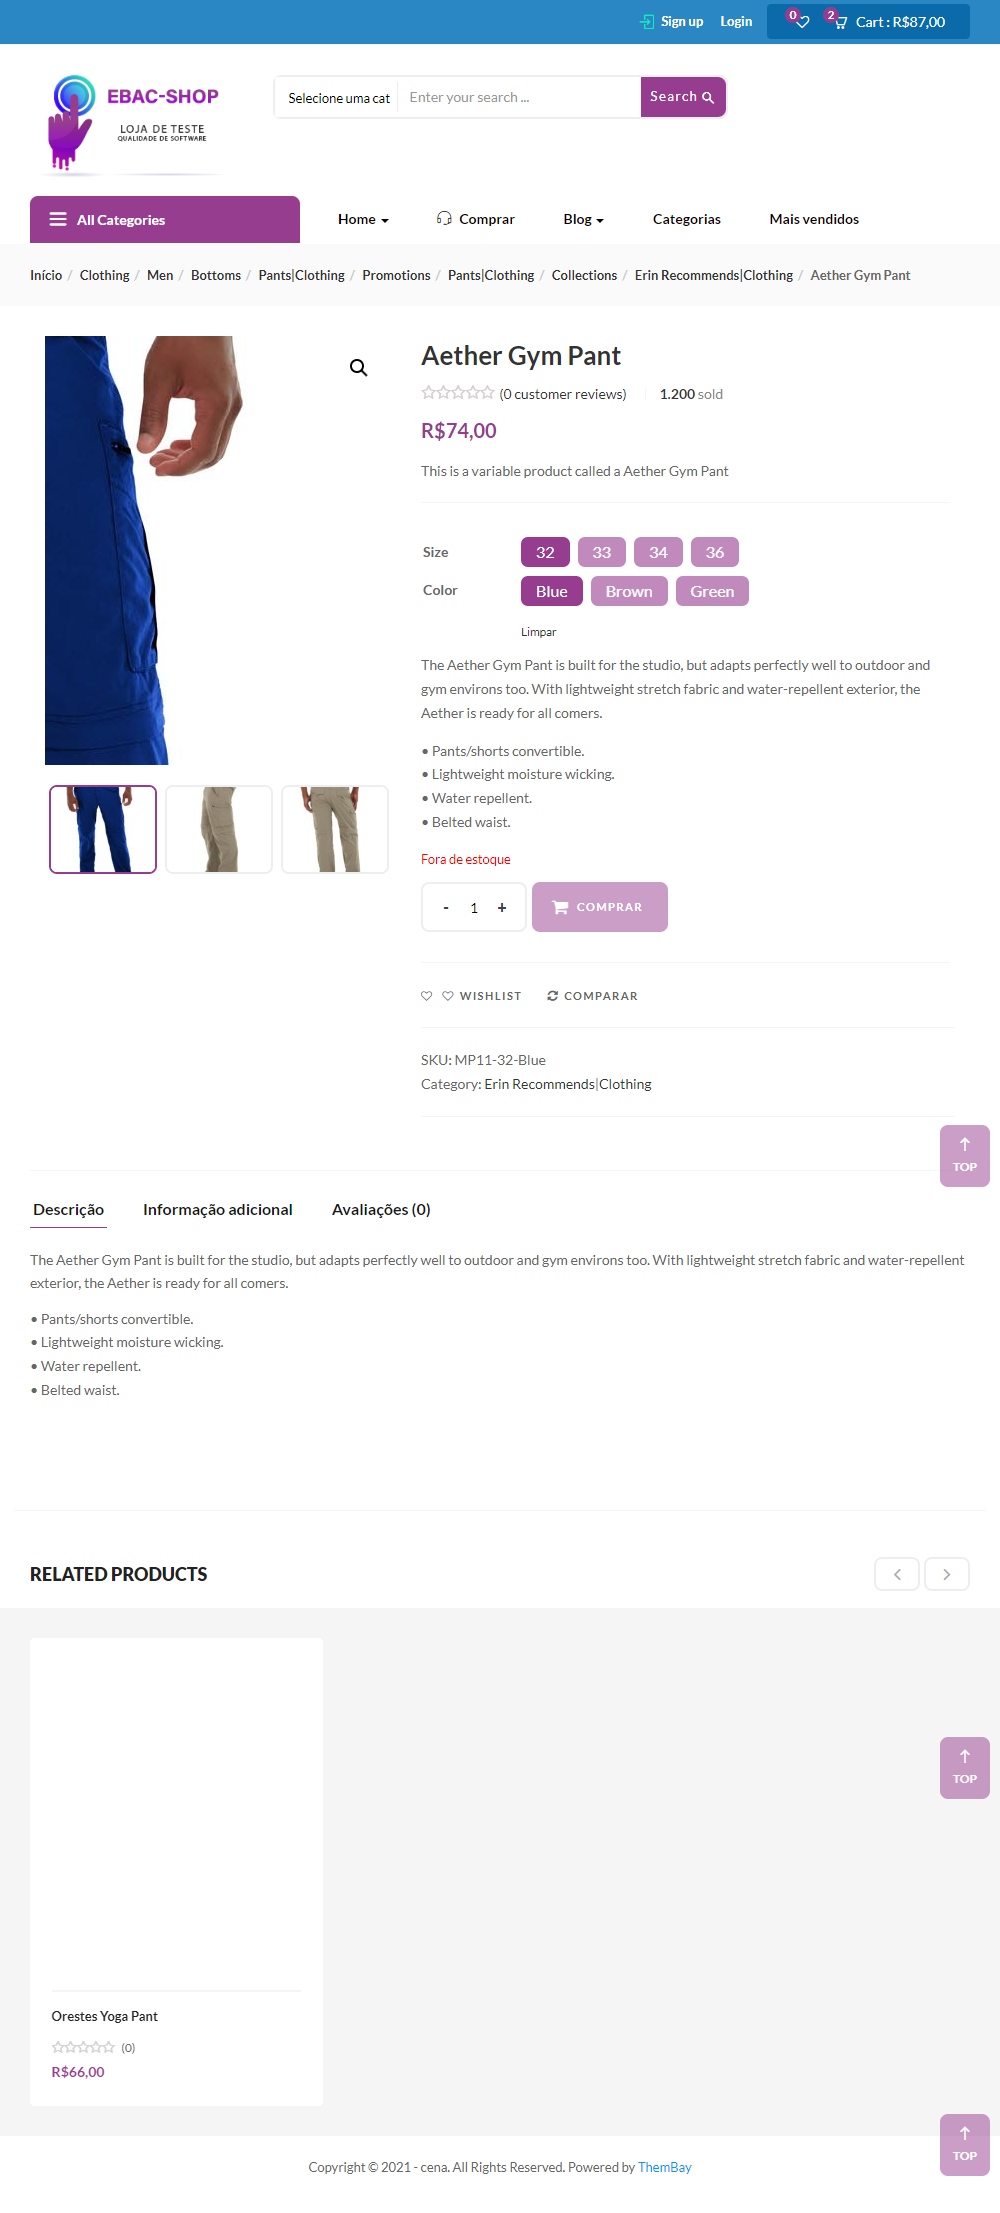 Sign up Login 0 2 Cart : R$87,00
EBAC-SHOP
LOJA DE TESTE
QUALIDADE DE SOFTWARE
Selecione uma cat Enter your search ... Search
All Categories Home Comprar Blog Categorias Mais vendidos
Início / Clothing / Men / Bottoms / Pants|Clothing / Promotions / Pants|Clothing / Collections / Erin Recommends|Clothing / Aether Gym Pant
Aether Gym Pant
(0 customer reviews) 1.200 sold
R$74,00
This is a variable product called a Aether Gym Pant
Size 32 33 34 36
Color Blue Brown Green
Limpar
The Aether Gym Pant is built for the studio, but adapts perfectly well to outdoor and
gym environs too. With lightweight stretch fabric and water-repellent exterior, the
Aether is ready for all comers.
• Pants/shorts convertible.
• Lightweight moisture wicking.
• Water repellent.
• Belted waist.
Fora de estoque
- 1 + COMPRAR
WISHLIST COMPARAR
SKU: MP11-32-Blue
Category: Erin Recommends|Clothing
TOP
Descrição Informação adicional Avaliações (0)
The Aether Gym Pant is built for the studio, but adapts perfectly well to outdoor and gym environs too. With lightweight stretch fabric and water-repellent
exterior, the Aether is ready for all comers.
• Pants/shorts convertible.
• Lightweight moisture wicking.
• Water repellent.
• Belted waist.
RELATED PRODUCTS
TOP
Orestes Yoga Pant
(0)
R$66,00
TOP
Copyright © 2021 - cena. All Rights Reserved. Powered by ThemBay